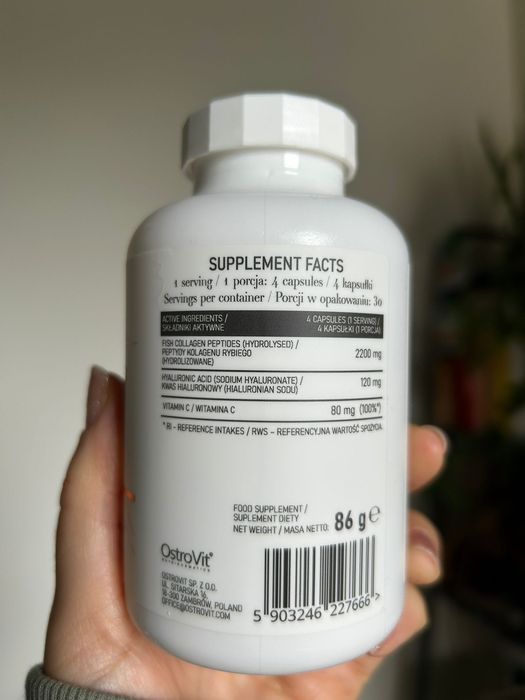 SUPPLEMENT FACTS
1 serving / 1 porcja: 4 capsules / 4 kapsułki
Servings per container / Porcji w opakowaniu: 30
ACTIVE INGREDIENTS / 4 CAPSULES (1 SERVING) /
SKŁADNIKI AKTYWNE 4 KAPSUŁKI (1 PORCJA)
FISH COLLAGEN PEPTIDES (HYDROLYSED) /
PEPTYDY KOLAGENU RYBIEGO 2200 mg
(HYDROLIZOWANE)
HYALURONIC ACID (SODIUM HYALURONATE) / 120 mg
KWAS HIALURONOWY (HIALURONIAN SODU)
VITAMIN C / WITAMINA C 80 mg (100%*)
* RI – REFERENCE INTAKES / RWS – REFERENCYJNA WARTOŚĆ SPOŻYCIA.
FOOD SUPPLEMENT /
SUPLEMENT DIETY
NET WEIGHT / MASA NETTO: 86 g ℮
OstroVit®
OSTROVIT SP. Z O.O.
UL. SITARSKA 16,
18-300 ZAMBRÓW, POLAND
OFFICE@OSTROVIT.COM
5 903246 227666 >